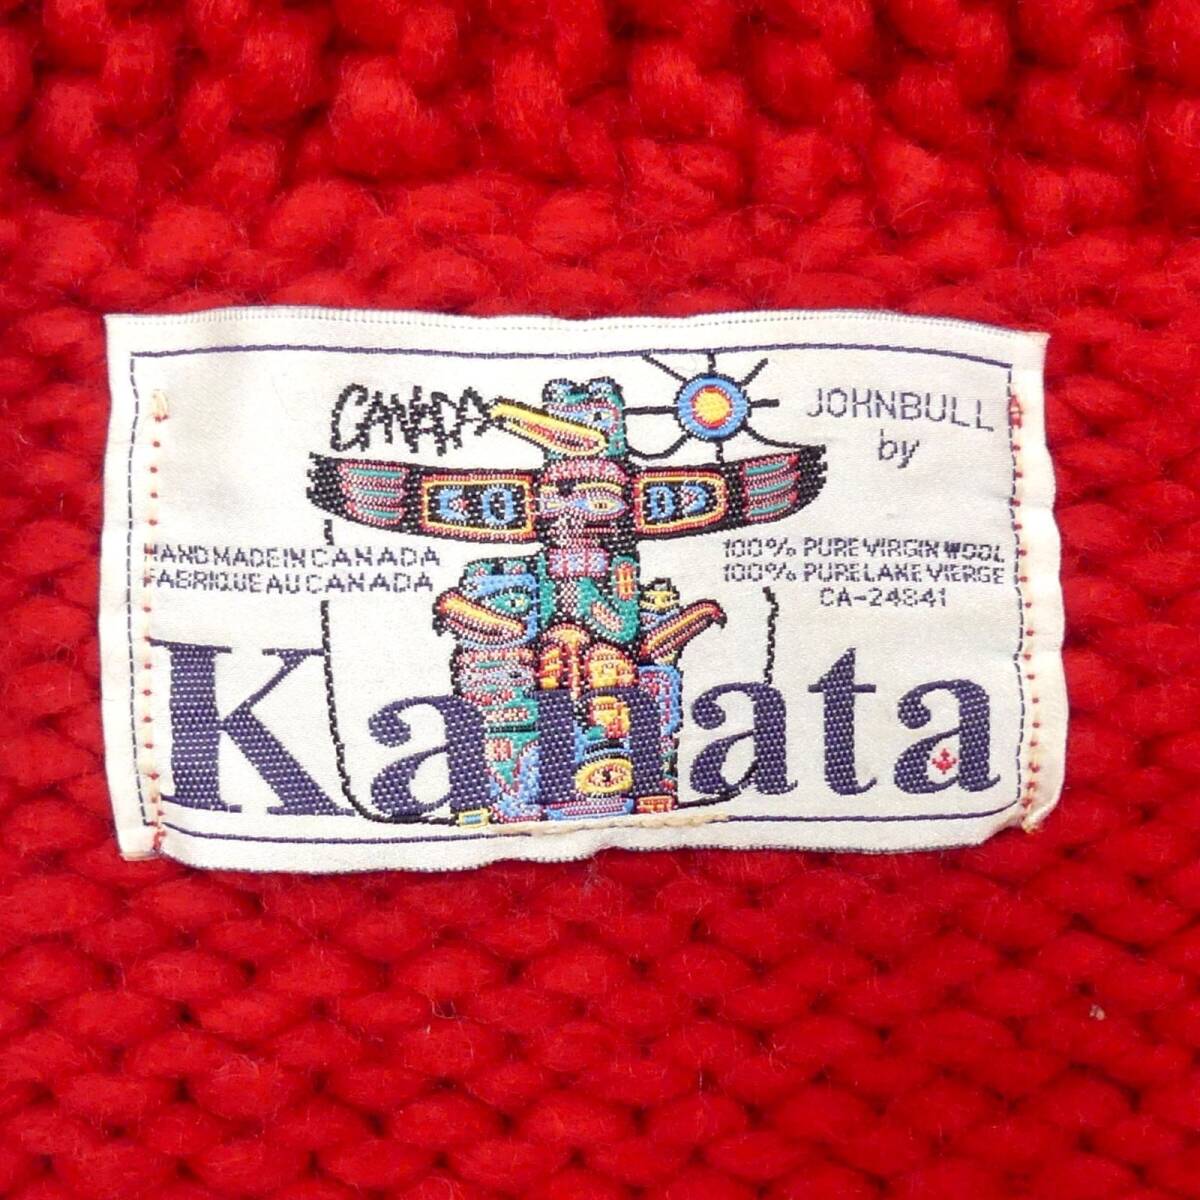 CANADA
JOHNBULL
by
HANDMADE IN CANADA
FABRIQUE AU CANADA
100% PURE VIRGIN WOOL
100% PURE LANE VIERGE
CA-24841
Kanata